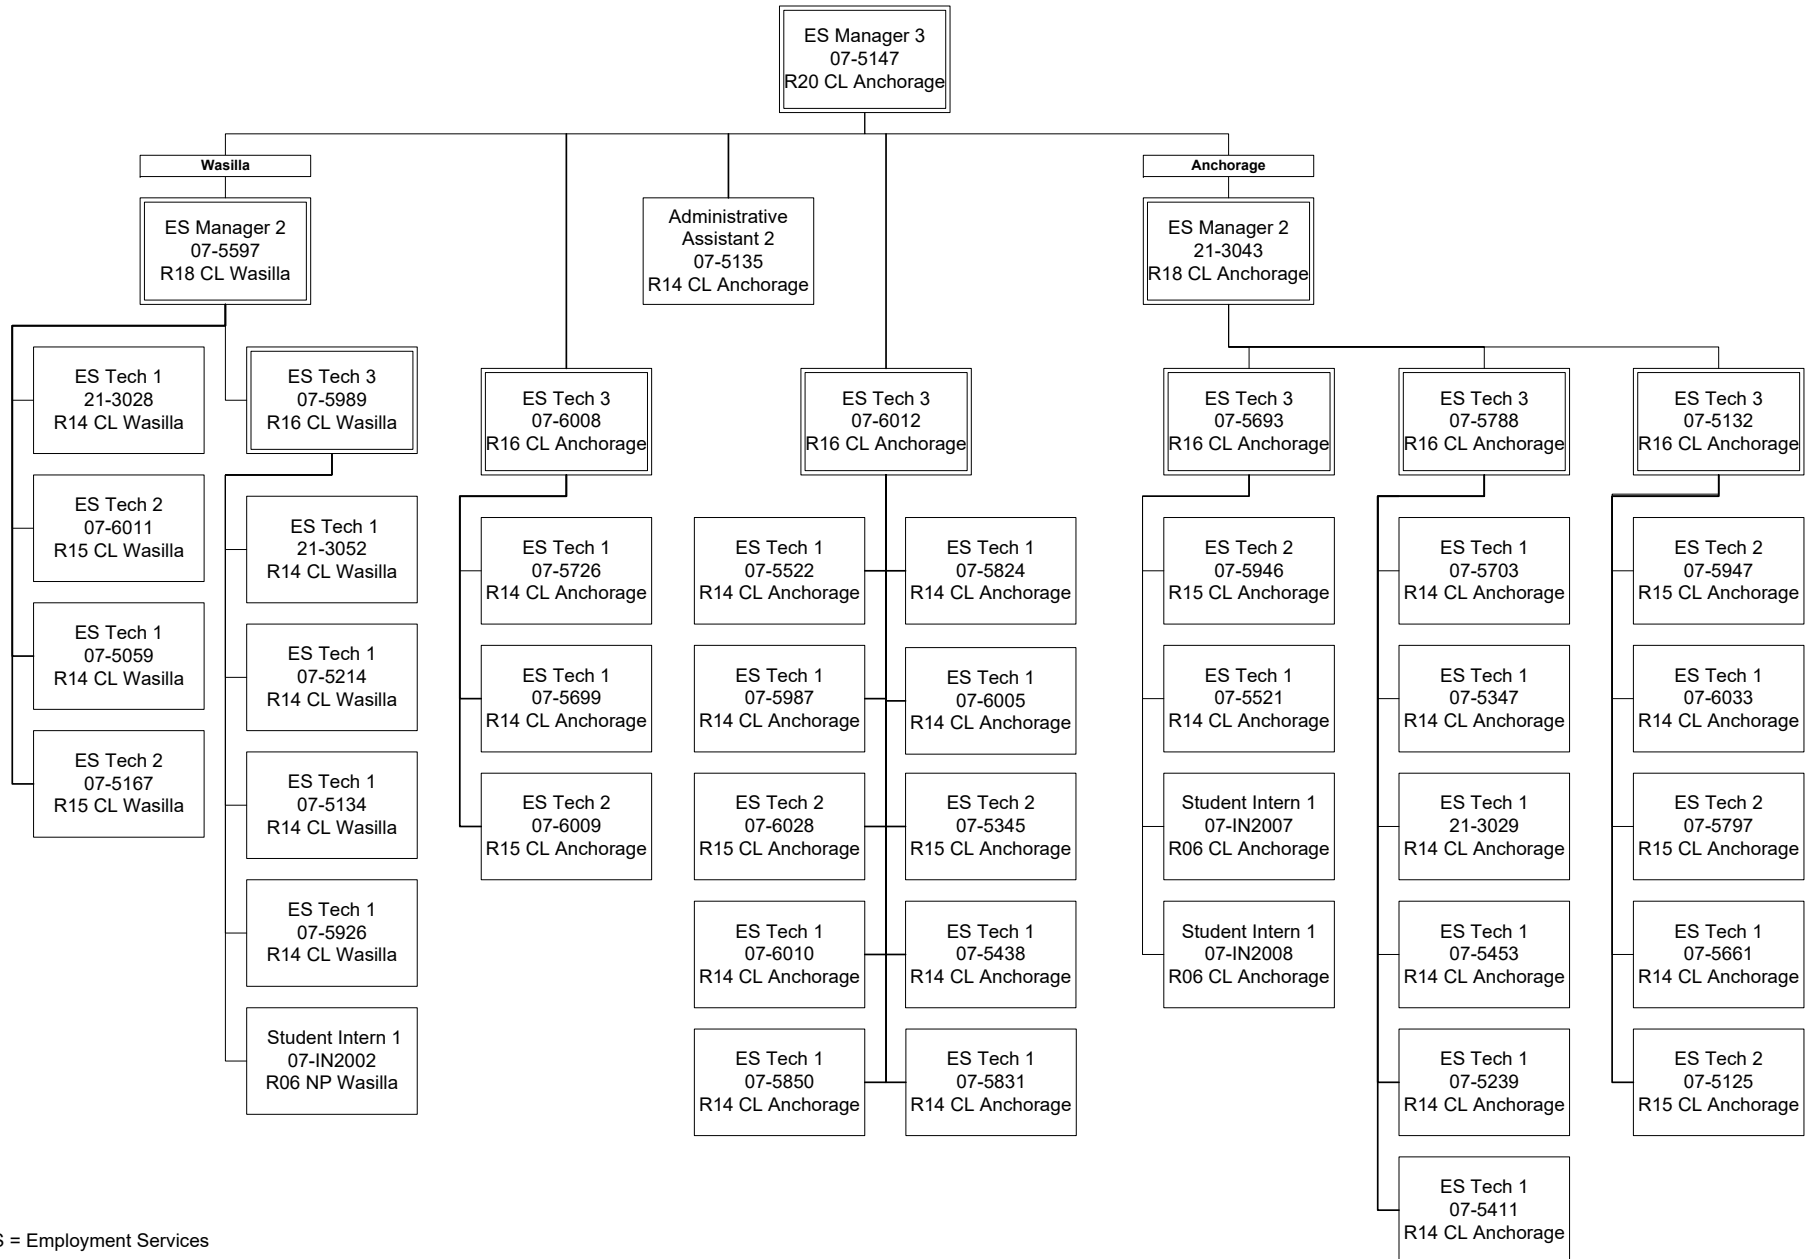 ES Manager 3
07-5147
R20 CL Anchorage
Wasilla
Anchorage
ES Manager 2
07-5597
R18 CL Wasilla
Administrative
Assistant 2
07-5135
R14 CL Anchorage
ES Manager 2
21-3043
R18 CL Anchorage
ES Tech 1
21-3028
R14 CL Wasilla
ES Tech 2
07-6011
R15 CL Wasilla
ES Tech 1
07-5059
R14 CL Wasilla
ES Tech 2
07-5167
R15 CL Wasilla
ES Tech 3
07-5989
R16 CL Wasilla
ES Tech 1
21-3052
R14 CL Wasilla
ES Tech 1
07-5214
R14 CL Wasilla
ES Tech 1
07-5134
R14 CL Wasilla
ES Tech 1
07-5926
R14 CL Wasilla
Student Intern 1
07-IN2002
R06 NP Wasilla
ES Tech 3
07-6008
R16 CL Anchorage
ES Tech 1
07-5726
R14 CL Anchorage
ES Tech 1
07-5699
R14 CL Anchorage
ES Tech 2
07-6009
R15 CL Anchorage
ES Tech 3
07-6012
R16 CL Anchorage
ES Tech 1
07-5522
R14 CL Anchorage
ES Tech 1
07-5824
R14 CL Anchorage
ES Tech 1
07-5987
R14 CL Anchorage
ES Tech 1
07-6005
R14 CL Anchorage
ES Tech 2
07-6028
R15 CL Anchorage
ES Tech 2
07-5345
R15 CL Anchorage
ES Tech 1
07-6010
R14 CL Anchorage
ES Tech 1
07-5438
R14 CL Anchorage
ES Tech 1
07-5850
R14 CL Anchorage
ES Tech 1
07-5831
R14 CL Anchorage
ES Tech 3
07-5693
R16 CL Anchorage
ES Tech 2
07-5946
R15 CL Anchorage
ES Tech 1
07-5521
R14 CL Anchorage
Student Intern 1
07-IN2007
R06 CL Anchorage
Student Intern 1
07-IN2008
R06 CL Anchorage
ES Tech 3
07-5788
R16 CL Anchorage
ES Tech 1
07-5703
R14 CL Anchorage
ES Tech 1
07-5347
R14 CL Anchorage
ES Tech 1
21-3029
R14 CL Anchorage
ES Tech 1
07-5453
R14 CL Anchorage
ES Tech 1
07-5239
R14 CL Anchorage
ES Tech 1
07-5411
R14 CL Anchorage
ES Tech 3
07-5132
R16 CL Anchorage
ES Tech 2
07-5947
R15 CL Anchorage
ES Tech 1
07-6033
R14 CL Anchorage
ES Tech 2
07-5797
R15 CL Anchorage
ES Tech 1
07-5661
R14 CL Anchorage
ES Tech 2
07-5125
R15 CL Anchorage
S = Employment Services